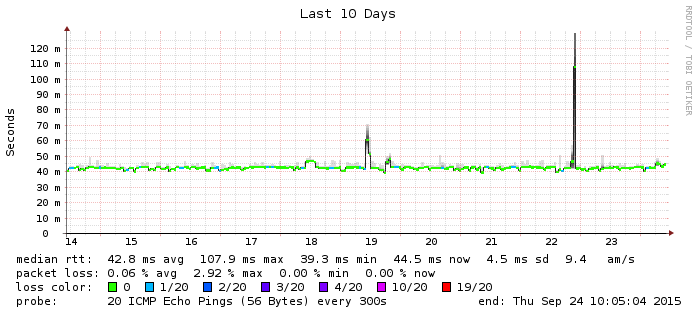 Last 10 Days
RRDTOOL / TOBI OETIKER
Seconds
120 m
110 m
100 m
90 m
80 m
70 m
60 m
50 m
40 m
30 m
20 m
10 m
0
14 15 16 17 18 19 20 21 22 23
median rtt: 42.8 ms avg 107.9 ms max 39.3 ms min 44.5 ms now 4.5 ms sd 9.4 am/s
packet loss: 0.06 % avg 2.92 % max 0.00 % min 0.00 % now
loss color: 0 1/20 2/20 3/20 4/20 10/20 19/20
probe: 20 ICMP Echo Pings (56 Bytes) every 300s end: Thu Sep 24 10:05:04 2015